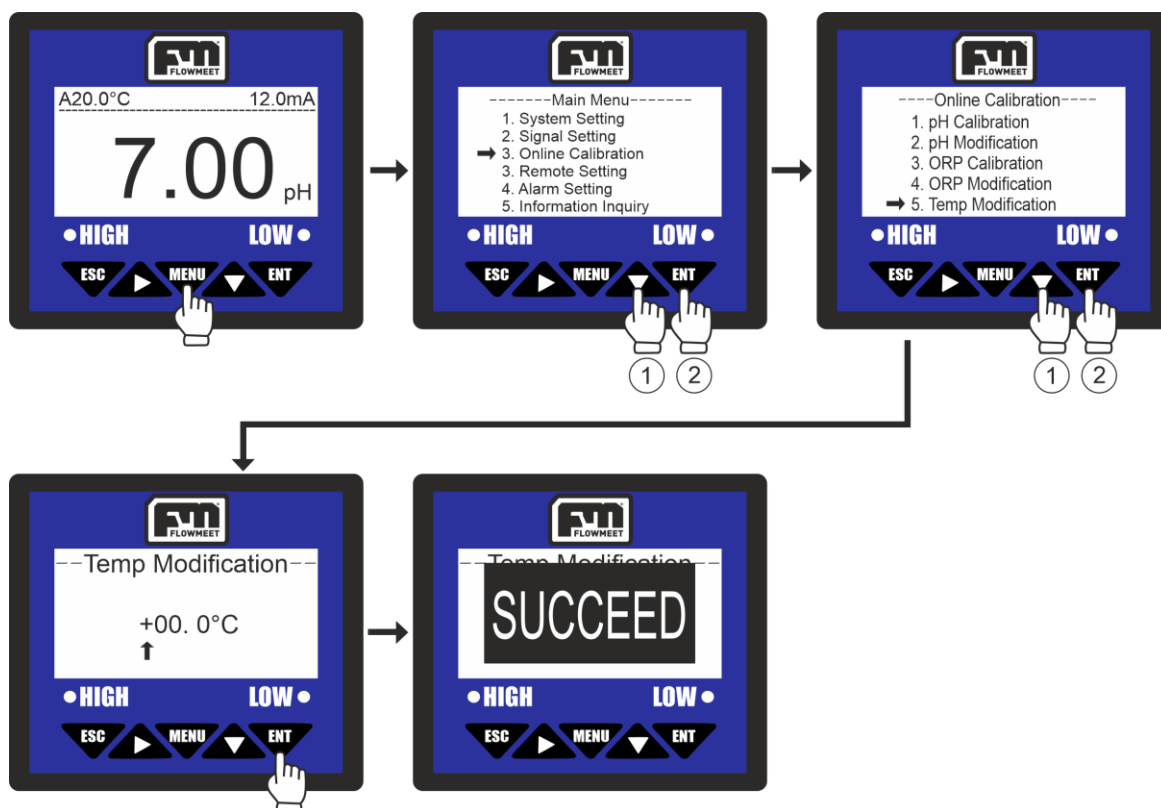 FLOWMEET
A20.0°C 12.0mA
7.00 pH
HIGH LOW
ESC MENU ENT
FLOWMEET
-------Main Menu-------
1. System Setting
2. Signal Setting
3. Online Calibration
3. Remote Setting
4. Alarm Setting
5. Information Inquiry
HIGH LOW
ESC MENU ENT
1 2
FLOWMEET
----Online Calibration----
1. pH Calibration
2. pH Modification
3. ORP Calibration
4. ORP Modification
5. Temp Modification
HIGH LOW
ESC MENU ENT
1 2
FLOWMEET
--Temp Modification--
+00. 0°C
HIGH LOW
ESC MENU ENT
FLOWMEET
--Temp Modification--
SUCCEED
HIGH LOW
ESC MENU ENT